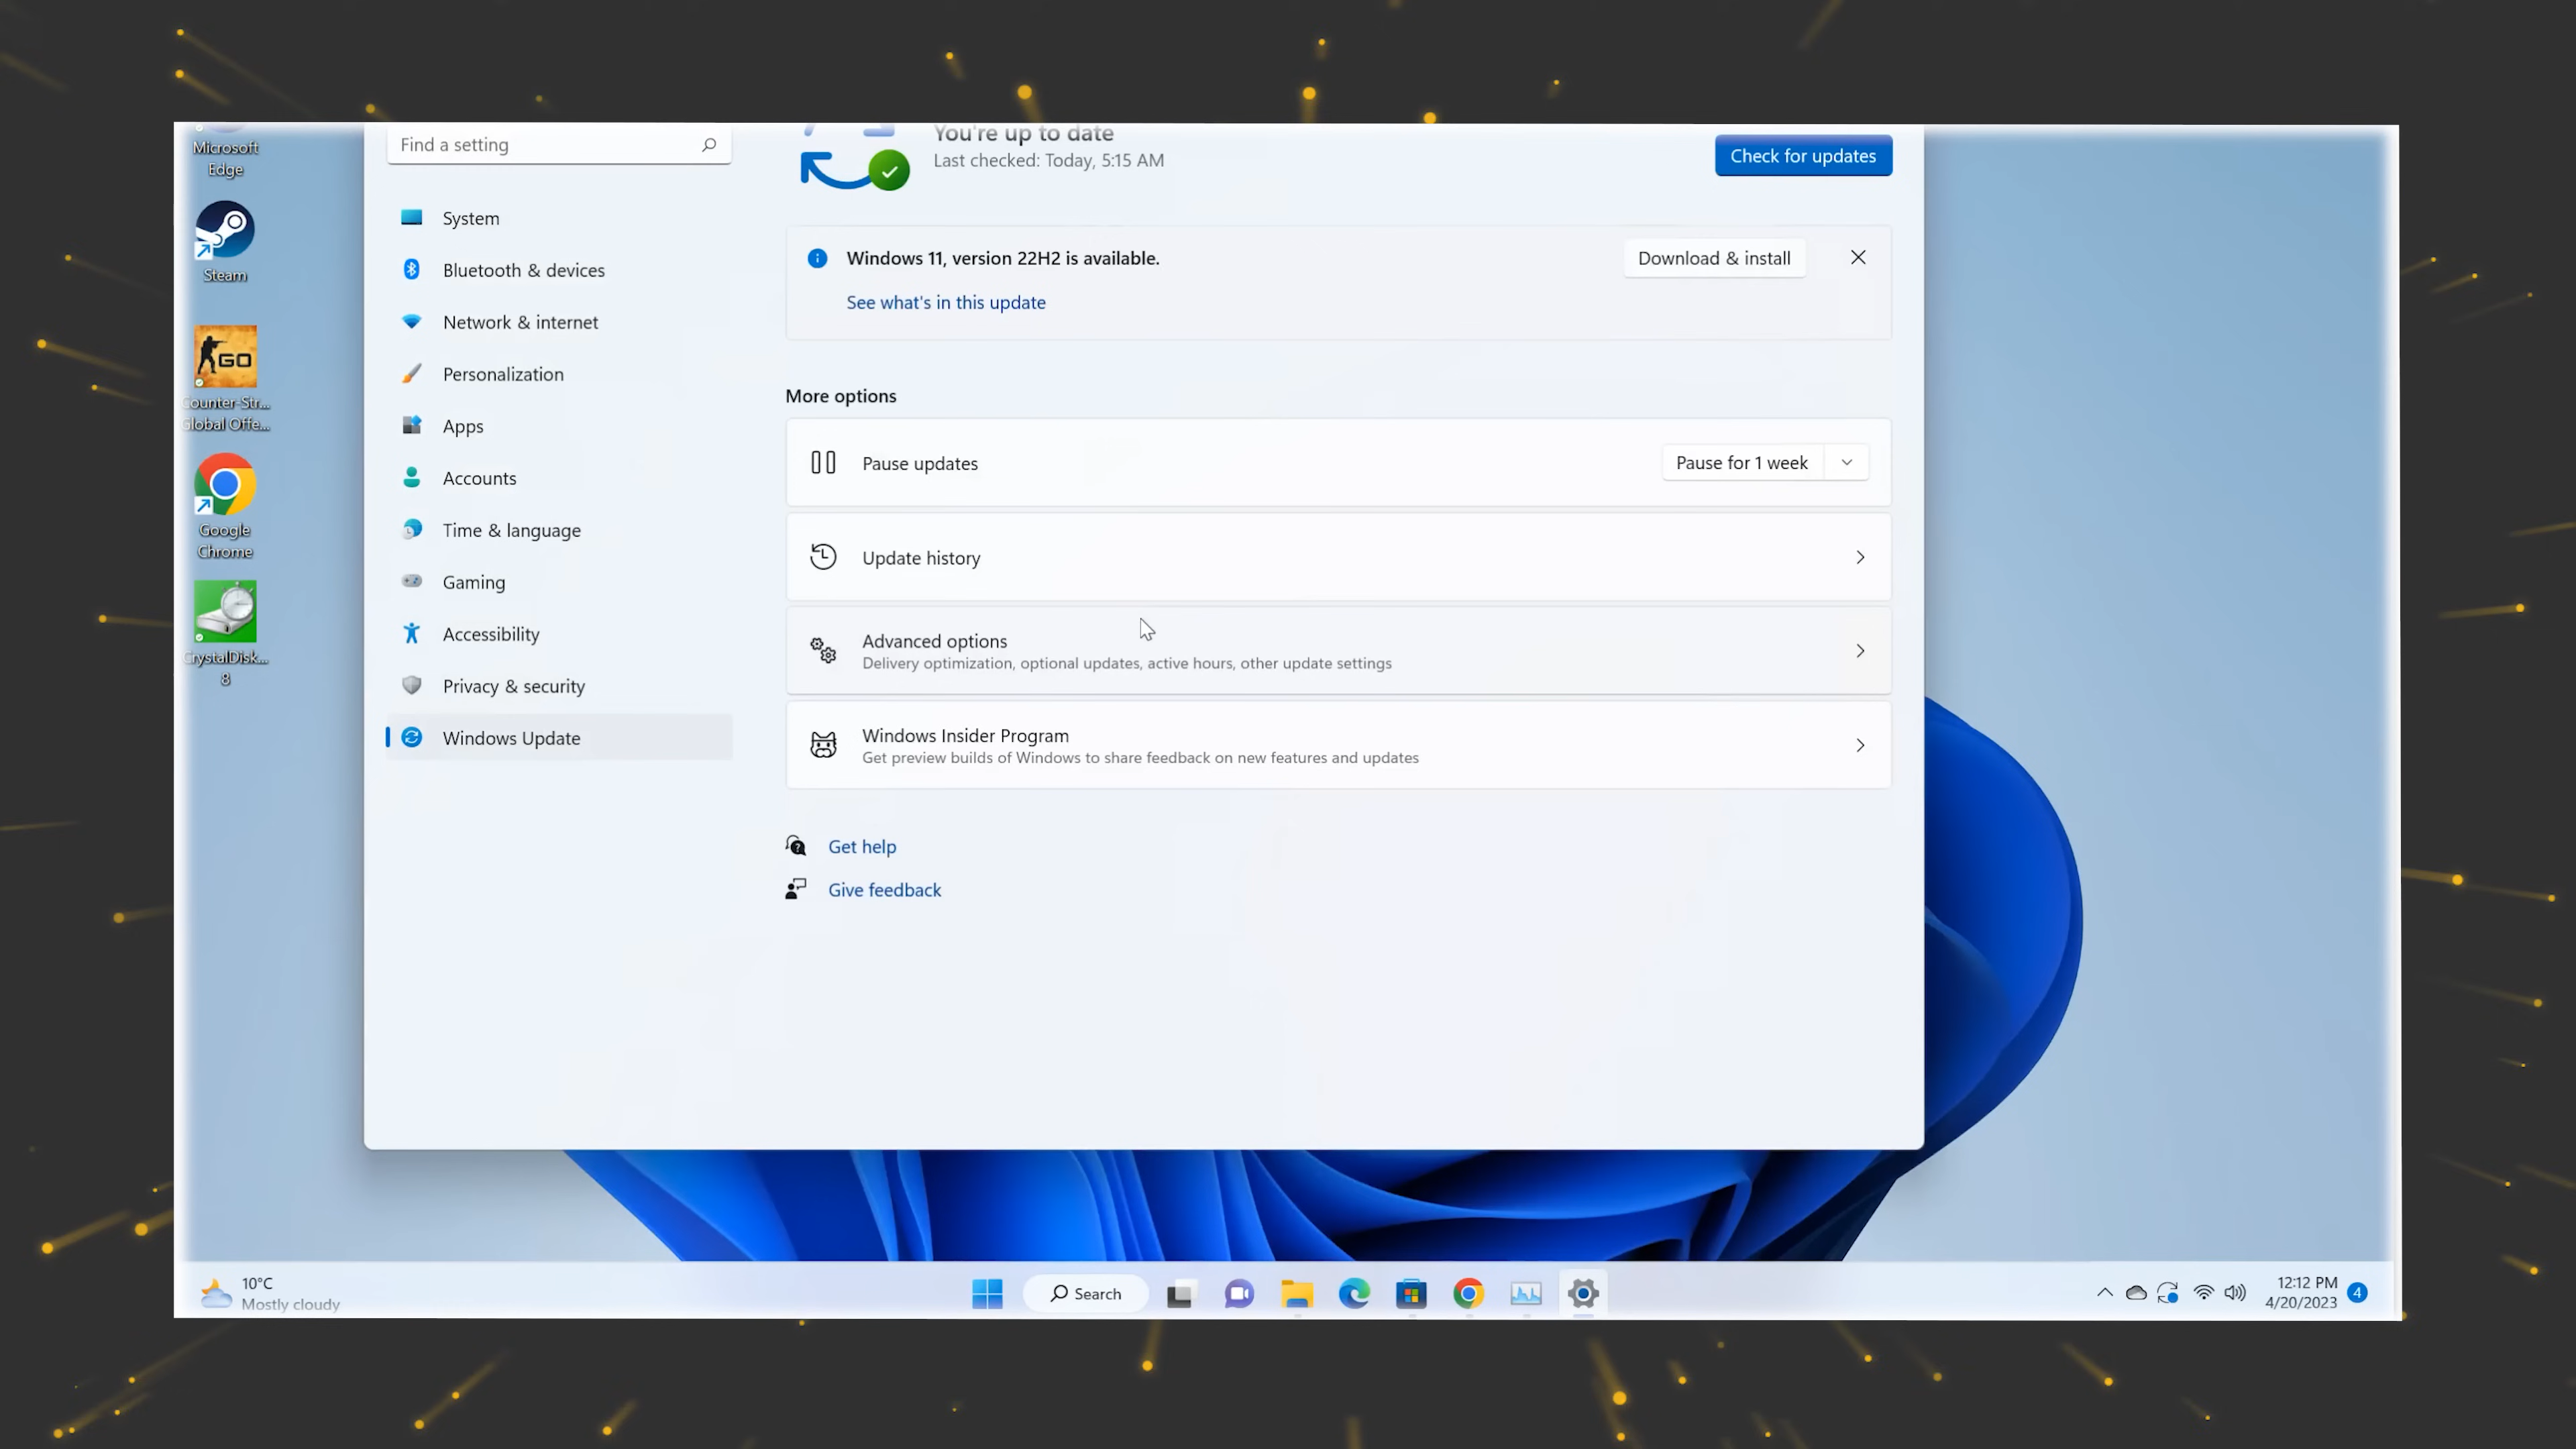 Microsoft
Edge
Steam
GO
Counter-Str...
Global Offe...
Google
Chrome
CrystalDisk...
8
Find a setting
System
Bluetooth & devices
Network & internet
Personalization
Apps
Accounts
Time & language
Gaming
Accessibility
Privacy & security
Windows Update
You're up to date
Last checked: Today, 5:15 AM
Check for updates
Windows 11, version 22H2 is available.
Download & install
See what's in this update
More options
Pause updates
Pause for 1 week
Update history
Advanced options
Delivery optimization, optional updates, active hours, other update settings
Windows Insider Program
Get preview builds of Windows to share feedback on new features and updates
Get help
Give feedback
10°C
Mostly cloudy
Search
12:12 PM
4/20/2023
4